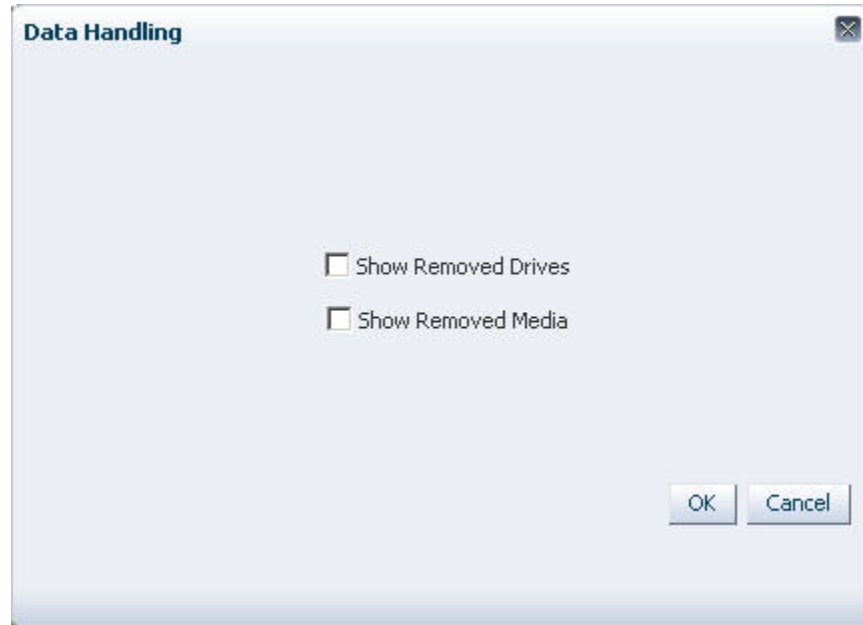 Data Handling
Show Removed Drives
Show Removed Media
OK Cancel